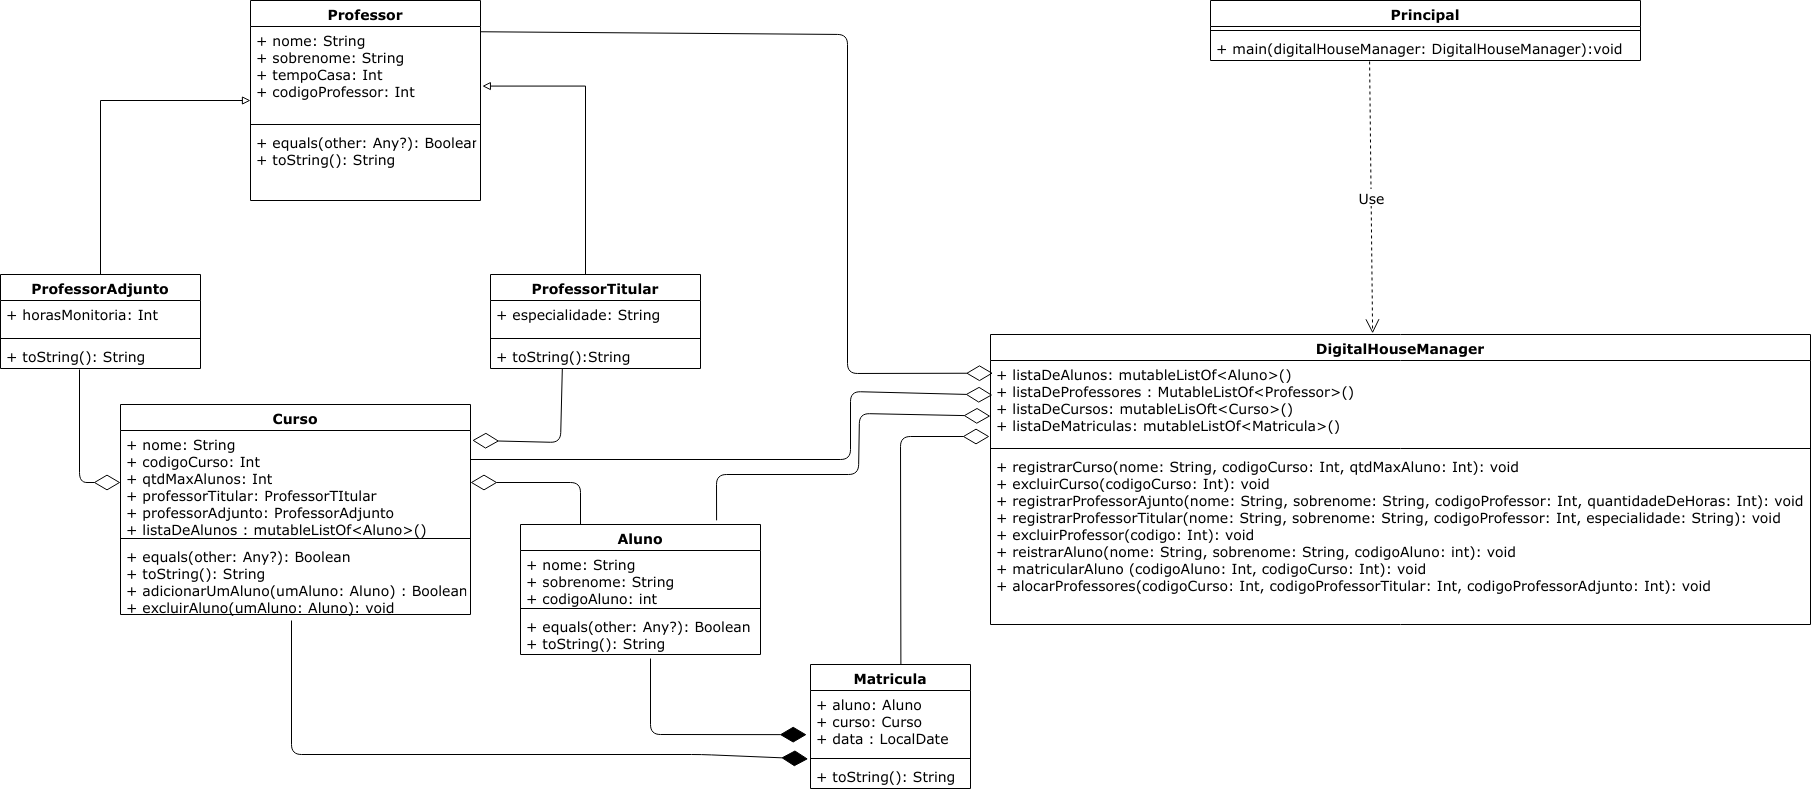 Professor
+ nome: String
+ sobrenome: String
+ tempoCasa: Int
+ codigoProfessor: Int
+ equals(other: Any?): Boolean
+ toString(): String
Principal
+ main(digitalHouseManager: DigitalHouseManager):void
Use
ProfessorAdjunto
+ horasMonitoria: Int
+ toString(): String
ProfessorTitular
+ especialidade: String
+ toString():String
DigitalHouseManager
+ listaDeAlunos: mutableListOf<Aluno>()
+ listaDeProfessores : MutableListOf<Professor>()
+ listaDeCursos: mutableLisOft<Curso>()
+ listaDeMatriculas: mutableListOf<Matricula>()
+ registrarCurso(nome: String, codigoCurso: Int, qtdMaxAluno: Int): void
+ excluirCurso(codigoCurso: Int): void
+ registrarProfessorAjunto(nome: String, sobrenome: String, codigoProfessor: Int, quantidadeDeHoras: Int): void
+ registrarProfessorTitular(nome: String, sobrenome: String, codigoProfessor: Int, especialidade: String): void
+ excluirProfessor(codigo: Int): void
+ reistrarAluno(nome: String, sobrenome: String, codigoAluno: int): void
+ matricularAluno (codigoAluno: Int, codigoCurso: Int): void
+ alocarProfessores(codigoCurso: Int, codigoProfessorTitular: Int, codigoProfessorAdjunto: Int): void
Curso
+ nome: String
+ codigoCurso: Int
+ qtdMaxAlunos: Int
+ professorTitular: ProfessorTItular
+ professorAdjunto: ProfessorAdjunto
+ listaDeAlunos : mutableListOf<Aluno>()
+ equals(other: Any?): Boolean
+ toString(): String
+ adicionarUmAluno(umAluno: Aluno) : Boolean
+ excluirAluno(umAluno: Aluno): void
Aluno
+ nome: String
+ sobrenome: String
+ codigoAluno: int
+ equals(other: Any?): Boolean
+ toString(): String
Matricula
+ aluno: Aluno
+ curso: Curso
+ data : LocalDate
+ toString(): String